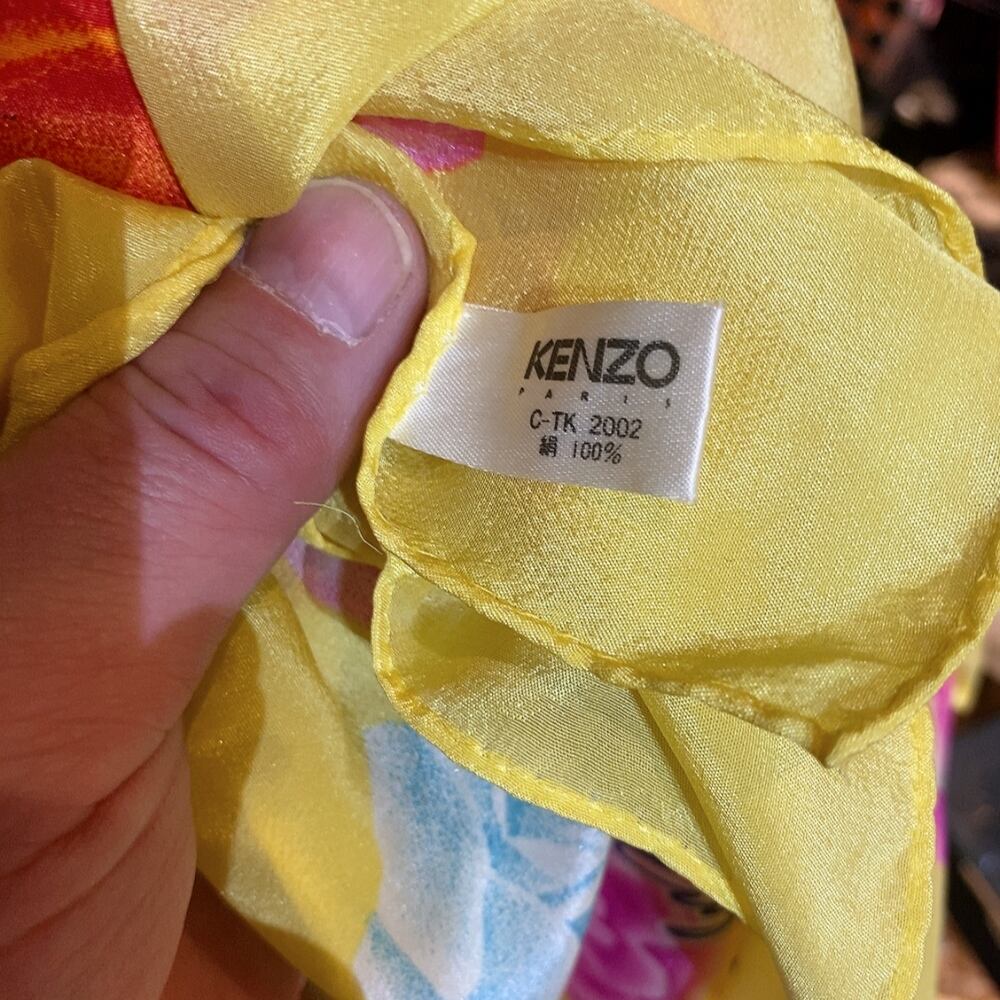 KENZO
PARIS
C-TK 2002
絹 100%